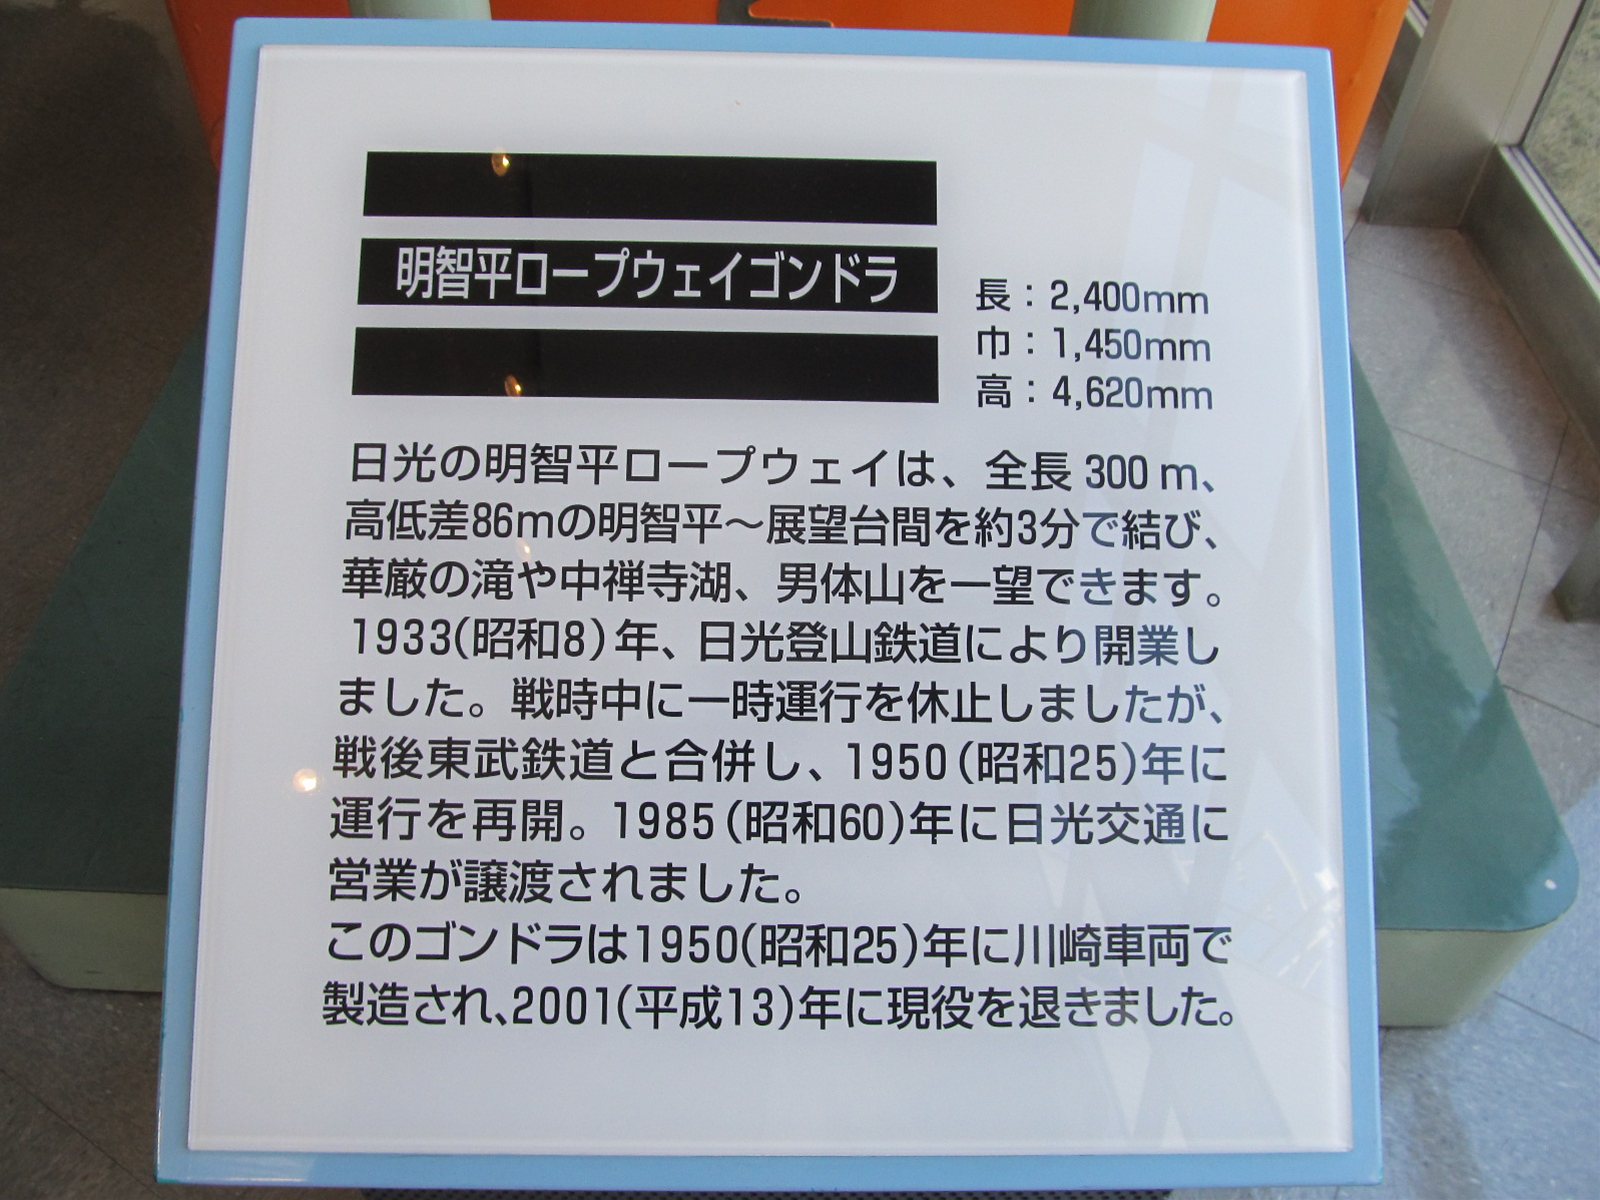 明智平ロープウェイゴンドラ
長：2,400mm
巾：1,450mm
高：4,620mm
日光の明智平ロープウェイは、全長 300 m、
高低差86mの明智平～展望台間を約3分で結び、
華厳の滝や中禅寺湖、男体山を一望できます。
1933(昭和8)年、日光登山鉄道により開業し
ました。戦時中に一時運行を休止しましたが、
戦後東武鉄道と合併し、1950(昭和25)年に
運行を再開。1985(昭和60)年に日光交通に
営業が譲渡されました。
このゴンドラは1950(昭和25)年に川崎車両で
製造され、2001(平成13)年に現役を退きました。